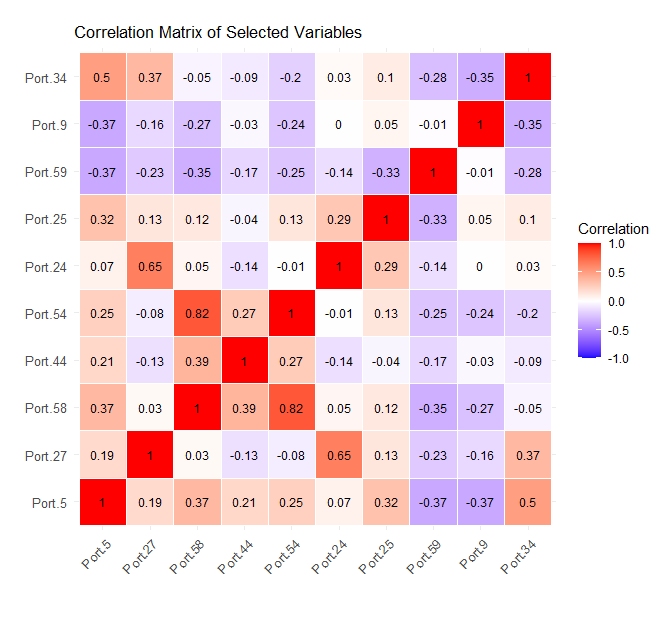 Correlation Matrix of Selected Variables
Port.34 0.5 0.37 -0.05 -0.09 -0.2 0.03 0.1 -0.28 -0.35 1
Port.9 -0.37 -0.16 -0.27 -0.03 -0.24 0 0.05 -0.01 1 -0.35
Port.59 -0.37 -0.23 -0.35 -0.17 -0.25 -0.14 -0.33 1 -0.01 -0.28
Port.25 0.32 0.13 0.12 -0.04 0.13 0.29 1 -0.33 0.05 0.1
Port.24 0.07 0.65 0.05 -0.14 -0.01 1 0.29 -0.14 0 0.03
Port.54 0.25 -0.08 0.82 0.27 1 -0.01 0.13 -0.25 -0.24 -0.2
Port.44 0.21 -0.13 0.39 1 0.27 -0.14 -0.04 -0.17 -0.03 -0.09
Port.58 0.37 0.03 1 0.39 0.82 0.05 0.12 -0.35 -0.27 -0.05
Port.27 0.19 1 0.03 -0.13 -0.08 0.65 0.13 -0.23 -0.16 0.37
Port.5 1 0.19 0.37 0.21 0.25 0.07 0.32 -0.37 -0.37 0.5
Port.5 Port.27 Port.58 Port.44 Port.54 Port.24 Port.25 Port.59 Port.9 Port.34
Correlation
1.0
0.5
0.0
-0.5
-1.0